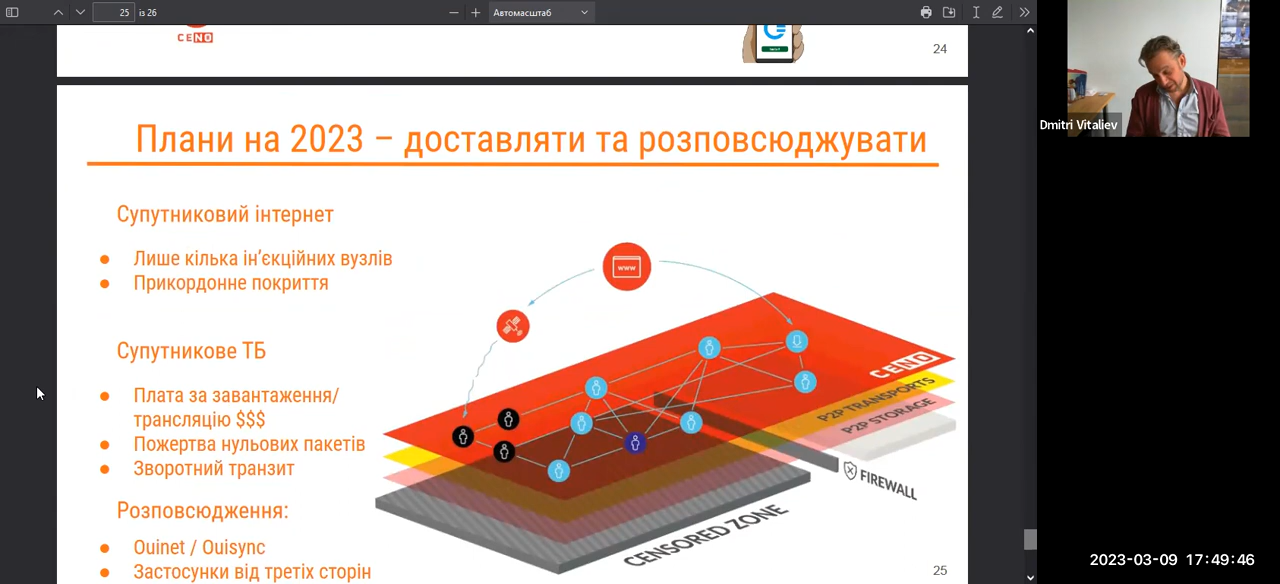 25 із 26
Автомасштаб
CENO
24
Плани на 2023 – доставляти та розповсюджувати
Супутниковий інтернет
● Лише кілька ін’єкційних вузлів
● Прикордонне покриття
Супутникове ТБ
● Плата за завантаження/
трансляцію $$$
● Пожертва нульових пакетів
● Зворотний транзит
Розповсюдження:
● Ouinet / Ouisync
● Застосунки від третіх сторін
www
CENO
P2P TRANSPORTS
P2P STORAGE
FIREWALL
CENSORED ZONE
25
Dmitri Vitaliev
2023-03-09 17:49:46